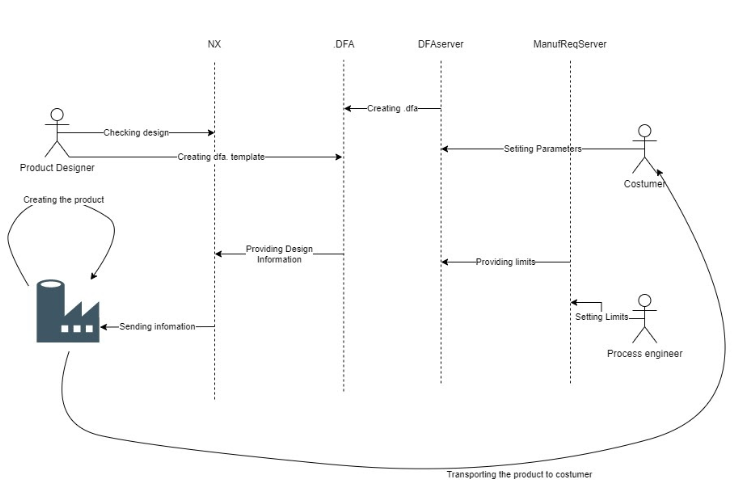 NX
.DFA
DFAserver
ManufReqServer
Creating .dfa
Checking design
Setiting Parameters
Creating dfa. template
Product Designer
Costumer
Creating the product
Providing Design
Information
Providing limits
Setting Limits
Sending infomation
Process engineer
Transporting the product to costumer